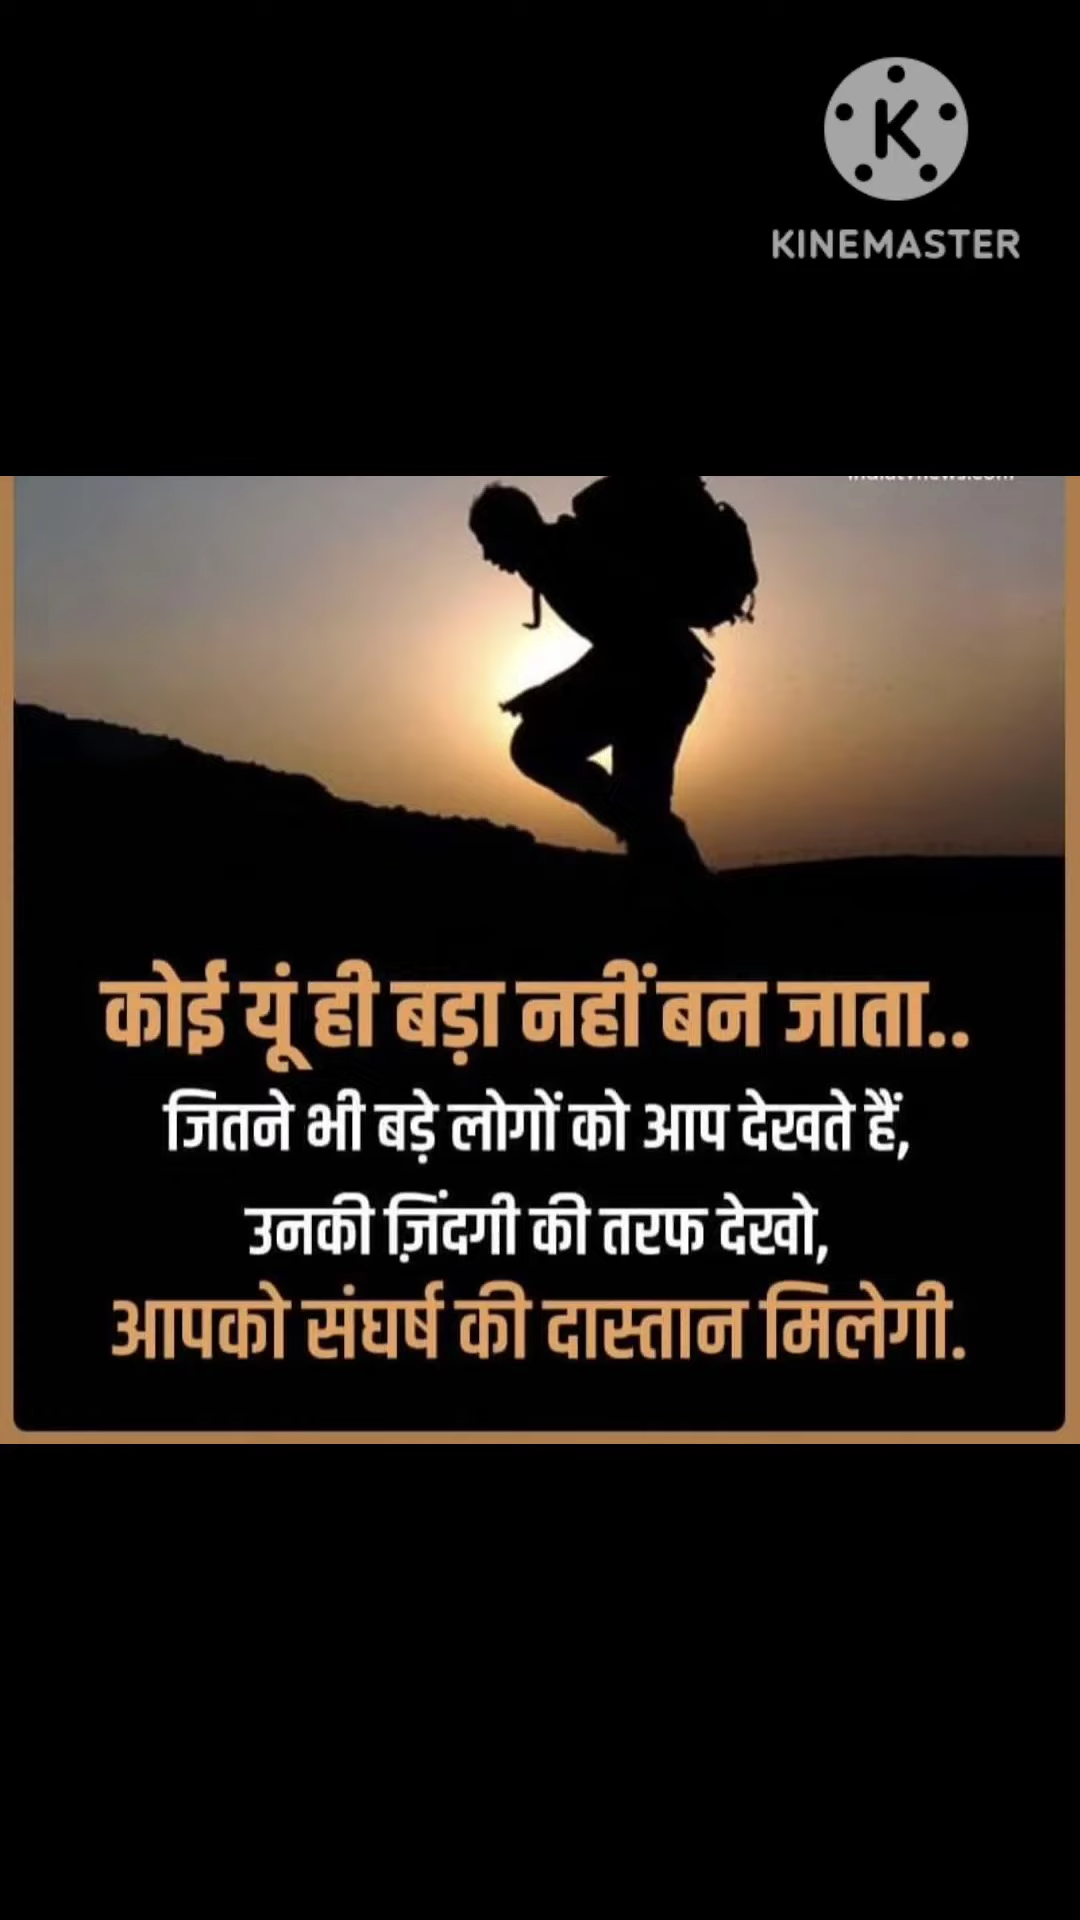 K
KINEMASTER
कोई यूं ही बड़ा नहीं बन जाता..
जितने भी बड़े लोगों को आप देखते हैं,
उनकी ज़िंदगी की तरफ देखो,
आपको संघर्ष की दास्तान मिलेगी.